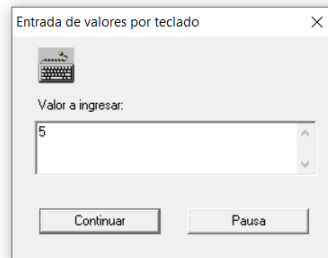 Entrada de valores por teclado
Valor a ingresar:
5
Continuar
Pausa